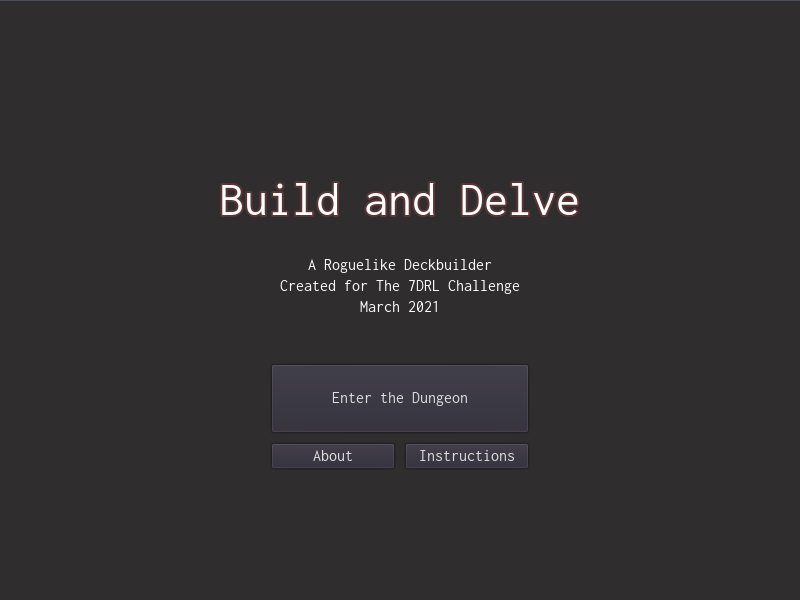 Build and Delve
A Roguelike Deckbuilder
Created for The 7DRL Challenge
March 2021
Enter the Dungeon
About
Instructions